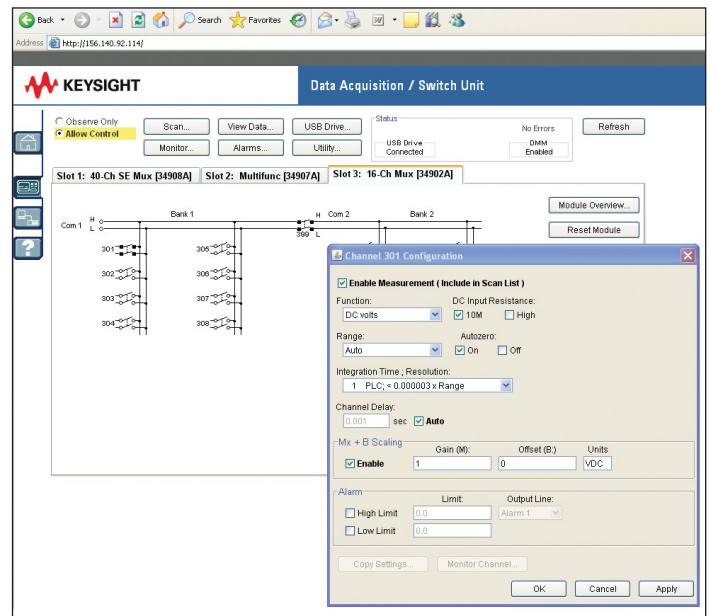 Back
Search
Favorites
Address http://156.140.92.114/
KEYSIGHT
Data Acquisition / Switch Unit
Observe Only
Allow Control
Scan...
View Data...
USB Drive...
Monitor...
Alarms...
Utility...
Status
No Errors
USB Drive
Connected
DMM
Enabled
Refresh
Slot 1: 40-Ch SE Mux [34908A]
Slot 2: Multifunc [34907A]
Slot 3: 16-Ch Mux [34902A]
Module Overview...
Reset Module
Bank 1
Com 1
H
L
H Com 2
399 L
Bank 2
301
302
303
304
305
306
307
308
Channel 301 Configuration
Enable Measurement ( Include in Scan List )
Function:
DC volts
DC Input Resistance:
10M
High
Range:
Auto
Autozero:
On
Off
Integration Time ; Resolution:
1 PLC; < 0.000003 x Range
Channel Delay:
0.001 sec Auto
Mx + B Scaling
Enable
Gain (M):
1
Offset (B:)
0
Units
VDC
Alarm
Limit:
Output Line:
High Limit 0.0 Alarm 1
Low Limit 0.0
Copy Settings...
Monitor Channel...
OK
Cancel
Apply